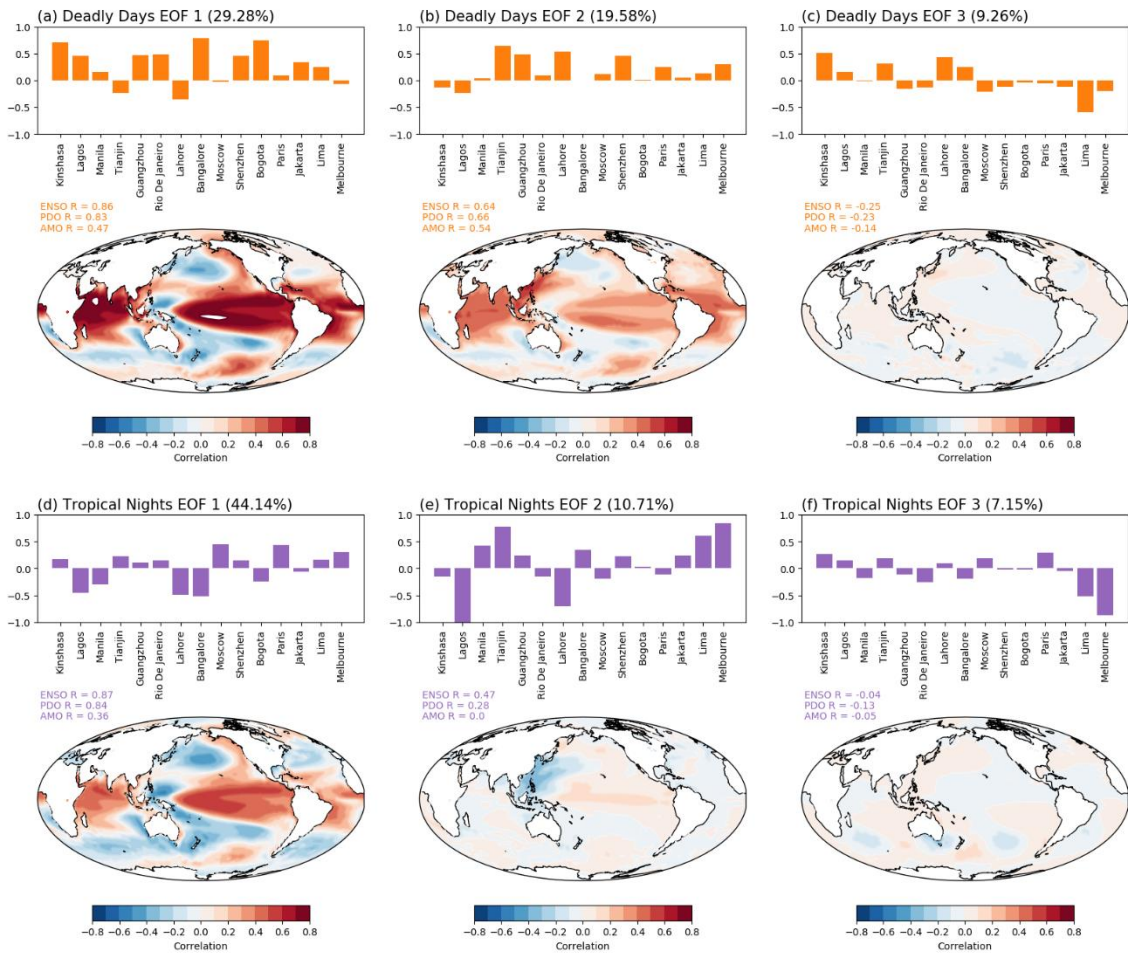 (a) Deadly Days EOF 1 (29.28%)
1.0
0.5
0.0
−0.5
−1.0
Kinshasa
Lagos
Manila
Tianjin
Guangzhou
Rio De Janeiro
Lahore
Bangalore
Moscow
Shenzhen
Bogota
Paris
Jakarta
Lima
Melbourne
ENSO R = 0.86
PDO R = 0.83
AMO R = 0.47
−0.8 −0.6 −0.4 −0.2 0.0 0.2 0.4 0.6 0.8
Correlation
(b) Deadly Days EOF 2 (19.58%)
1.0
0.5
0.0
−0.5
−1.0
Kinshasa
Lagos
Manila
Tianjin
Guangzhou
Rio De Janeiro
Lahore
Bangalore
Moscow
Shenzhen
Bogota
Paris
Jakarta
Lima
Melbourne
ENSO R = 0.64
PDO R = 0.66
AMO R = 0.54
−0.8 −0.6 −0.4 −0.2 0.0 0.2 0.4 0.6 0.8
Correlation
(c) Deadly Days EOF 3 (9.26%)
1.0
0.5
0.0
−0.5
−1.0
Kinshasa
Lagos
Manila
Tianjin
Guangzhou
Rio De Janeiro
Lahore
Bangalore
Moscow
Shenzhen
Bogota
Paris
Jakarta
Lima
Melbourne
ENSO R = -0.25
PDO R = -0.23
AMO R = -0.14
−0.8 −0.6 −0.4 −0.2 0.0 0.2 0.4 0.6 0.8
Correlation
(d) Tropical Nights EOF 1 (44.14%)
1.0
0.5
0.0
−0.5
−1.0
Kinshasa
Lagos
Manila
Tianjin
Guangzhou
Rio De Janeiro
Lahore
Bangalore
Moscow
Shenzhen
Bogota
Paris
Jakarta
Lima
Melbourne
ENSO R = 0.87
PDO R = 0.84
AMO R = 0.36
−0.8 −0.6 −0.4 −0.2 0.0 0.2 0.4 0.6 0.8
Correlation
(e) Tropical Nights EOF 2 (10.71%)
1.0
0.5
0.0
−0.5
−1.0
Kinshasa
Lagos
Manila
Tianjin
Guangzhou
Rio De Janeiro
Lahore
Bangalore
Moscow
Shenzhen
Bogota
Paris
Jakarta
Lima
Melbourne
ENSO R = 0.47
PDO R = 0.28
AMO R = 0.0
−0.8 −0.6 −0.4 −0.2 0.0 0.2 0.4 0.6 0.8
Correlation
(f) Tropical Nights EOF 3 (7.15%)
1.0
0.5
0.0
−0.5
−1.0
Kinshasa
Lagos
Manila
Tianjin
Guangzhou
Rio De Janeiro
Lahore
Bangalore
Moscow
Shenzhen
Bogota
Paris
Jakarta
Lima
Melbourne
ENSO R = -0.04
PDO R = -0.13
AMO R = -0.05
−0.8 −0.6 −0.4 −0.2 0.0 0.2 0.4 0.6 0.8
Correlation